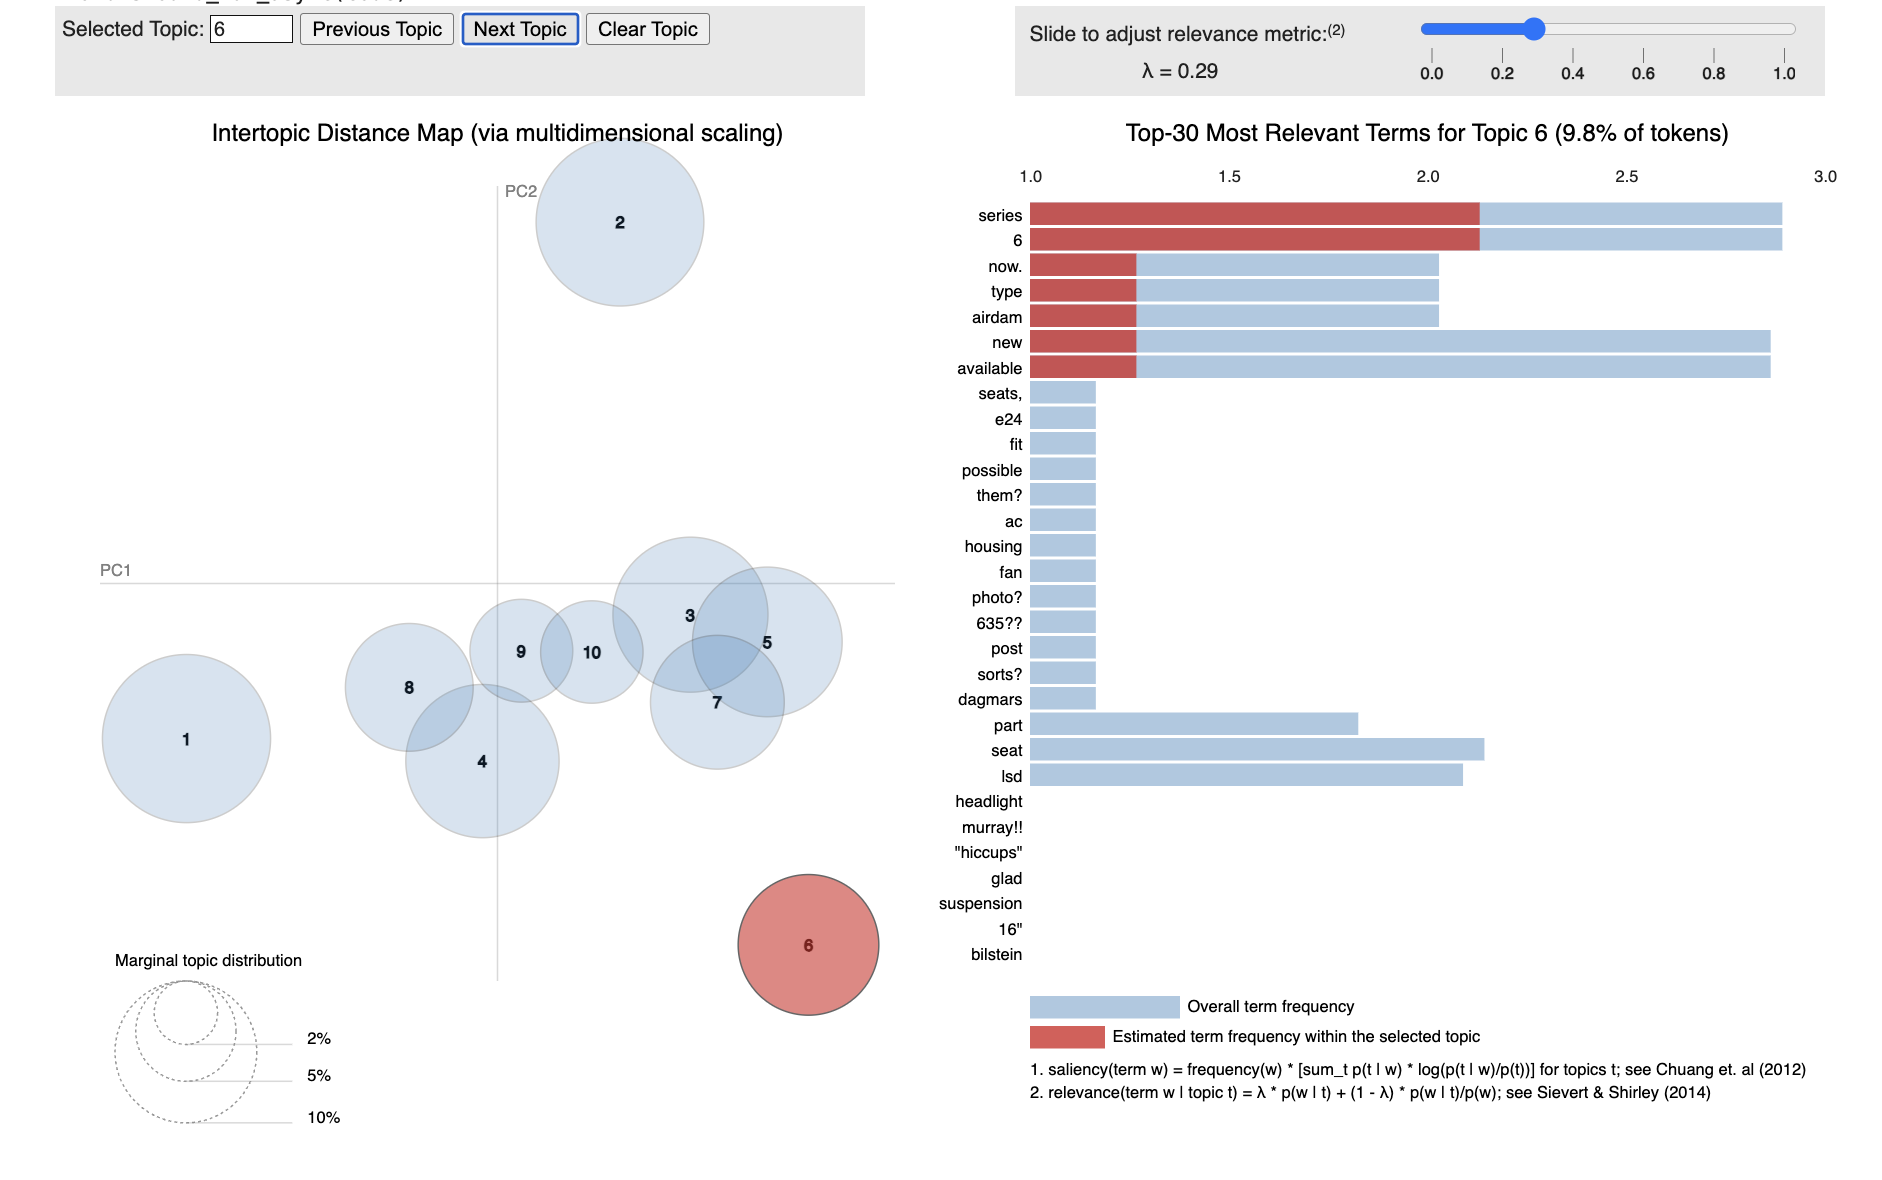 Selected Topic: 6 Previous Topic Next Topic Clear Topic
Slide to adjust relevance metric:(2)
λ = 0.29
0.0 0.2 0.4 0.6 0.8 1.0
Intertopic Distance Map (via multidimensional scaling)
PC2
PC1
2
3
5
9
10
8
7
1
4
6
Marginal topic distribution
2%
5%
10%
Top-30 Most Relevant Terms for Topic 6 (9.8% of tokens)
1.0 1.5 2.0 2.5 3.0
series
6
now.
type
airdam
new
available
seats,
e24
fit
possible
them?
ac
housing
fan
photo?
635??
post
sorts?
dagmars
part
seat
lsd
headlight
murray!!
"hiccups"
glad
suspension
16"
bilstein
Overall term frequency
Estimated term frequency within the selected topic
1. saliency(term w) = frequency(w) * [sum_t p(t | w) * log(p(t | w)/p(t))] for topics t; see Chuang et. al (2012)
2. relevance(term w | topic t) = λ * p(w | t) + (1 - λ) * p(w | t)/p(w); see Sievert & Shirley (2014)